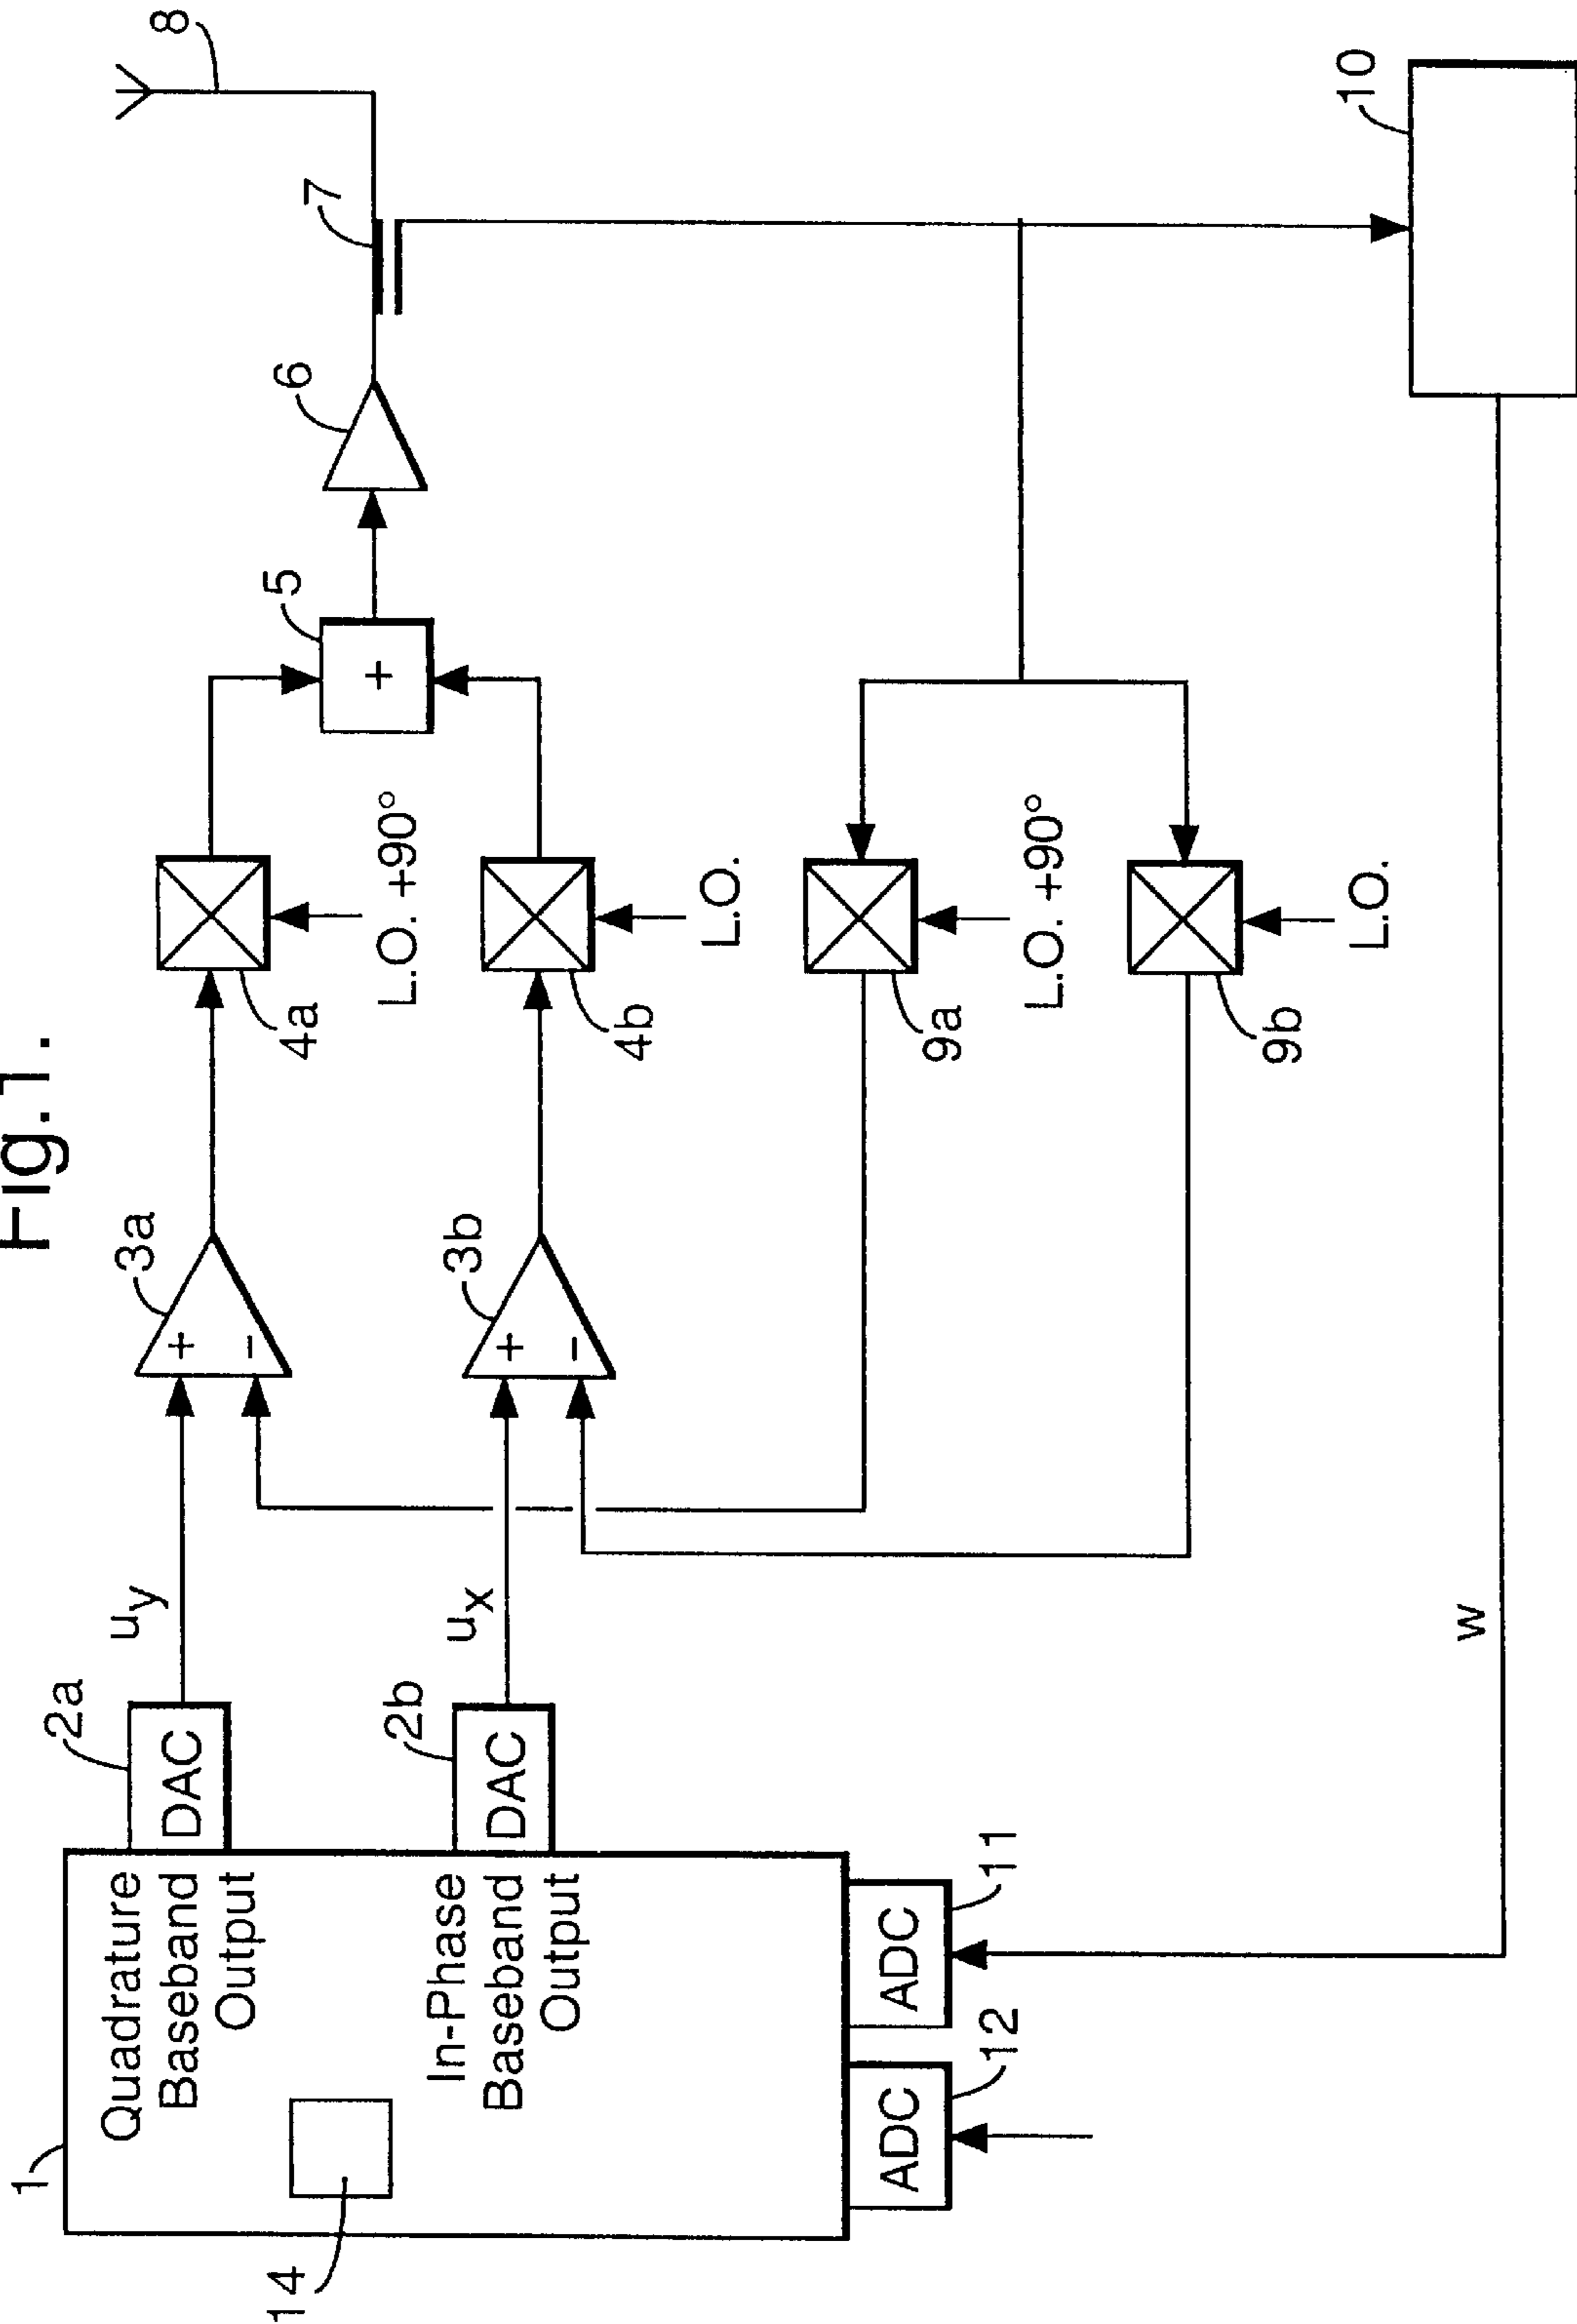 Fig.1.
8
7
6
5
+
10
4a
L.O. +90°
4b
L.O.
9a
L.O. +90°
9b
L.O.
3a
+
-
3b
+
-
u_y
u_x
w
2a
DAC
2b
DAC
1
Quadrature
Baseband
Output
In-Phase
Baseband
Output
14
ADC
11
ADC
12